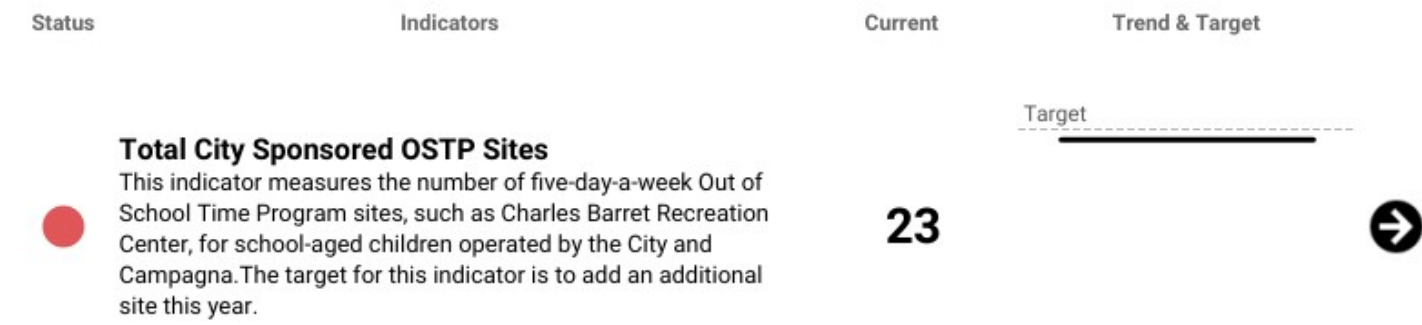 Status Indicators Current Trend & Target
Target
Total City Sponsored OSTP Sites
This indicator measures the number of five-day-a-week Out of
School Time Program sites, such as Charles Barret Recreation
Center, for school-aged children operated by the City and
Campagna.The target for this indicator is to add an additional
site this year.
23